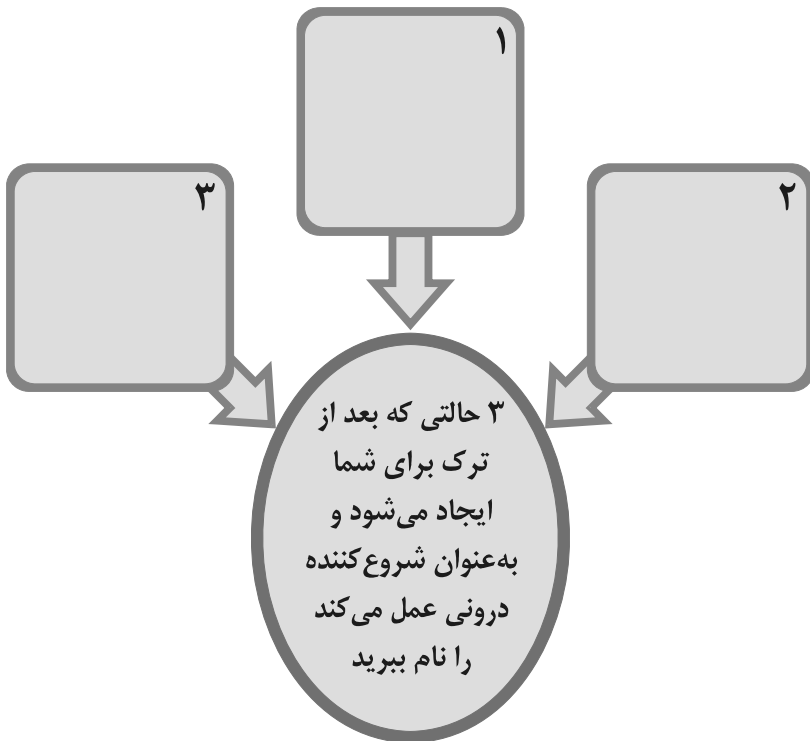 ۱
۲
۳
۳ حالتی که بعد از
ترک برای شما
ایجاد می‌شود و
به‌عنوان شروع‌کننده
درونی عمل می‌کند
را نام ببرید